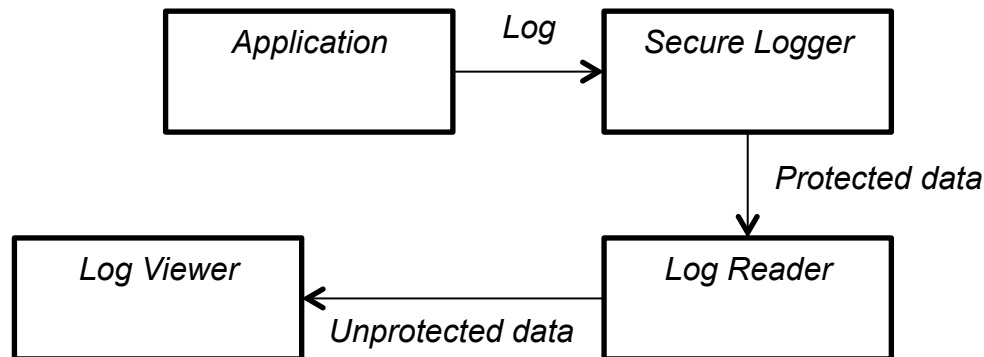 Application
Log
Secure Logger
Protected data
Log Viewer
Log Reader
Unprotected data